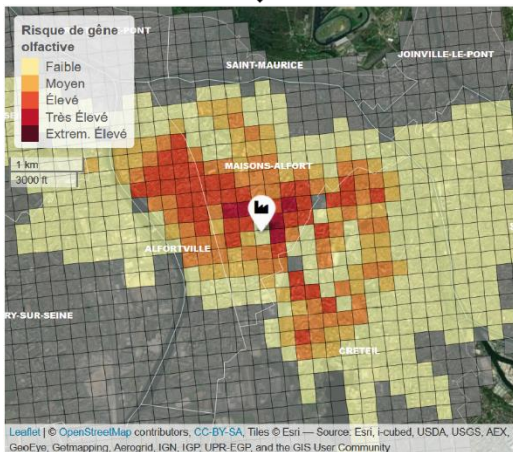 Risque de gêne
olfactive
Faible
Moyen
Élevé
Très Élevé
Extrem. Élevé
-PONT
SAINT-MAURICE
JOINVILLE-LE-PONT
1 km
3000 ft
MAISONS-ALFORT
ALFORTVILLE
RY-SUR-SEINE
CRETEIL
Leaflet | © OpenStreetMap contributors, CC-BY-SA, Tiles © Esri — Source: Esri, i-cubed, USDA, USGS, AEX,
GeoEye, Getmapping, Aerogrid, IGN, IGP, UPR-EGP, and the GIS User Community